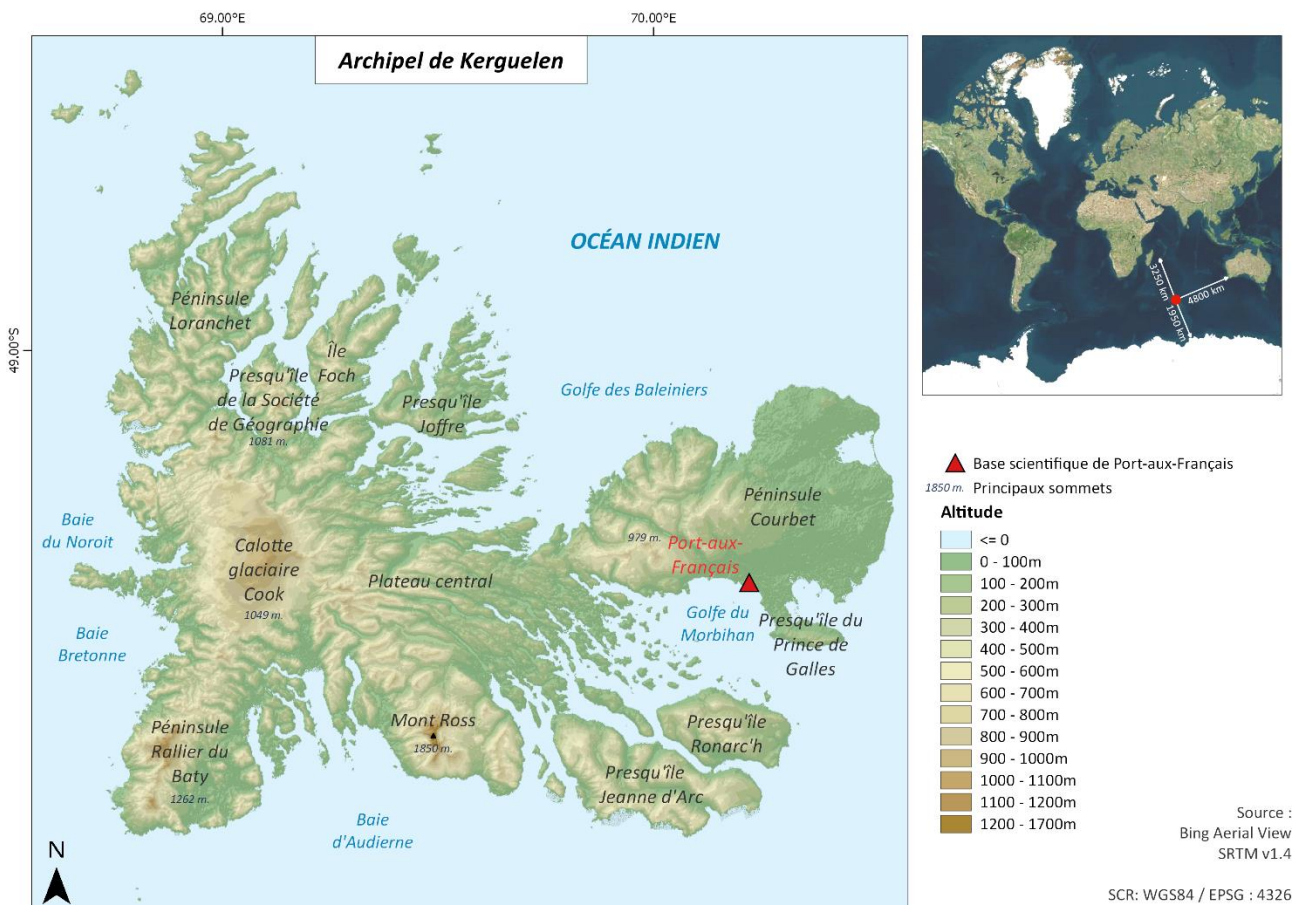 69.00°E
70.00°E
Archipel de Kerguelen
OCÉAN INDIEN
49.00°S
Péninsule
Loranchet
Île
Foch
Presqu'île
de la Société
de Géographie
1081 m.
Presqu'île
Joffre
Golfe des Baleiniers
Péninsule
Courbet
979 m.
Port-aux-
Français
Baie
du Noroit
Calotte
glaciaire
Cook
1049 m.
Plateau central
Golfe du
Morbihan
Presqu'île du
Prince de
Galles
Baie
Bretonne
Péninsule
Rallier du
Baty
1262 m.
Mont Ross
1850 m.
Presqu'île
Ronarc'h
Presqu'île
Jeanne d'Arc
Baie
d'Audierne
N
3250 km
4800 km
1950 km
Base scientifique de Port-aux-Français
1850 m. Principaux sommets
Altitude
<= 0
0 - 100m
100 - 200m
200 - 300m
300 - 400m
400 - 500m
500 - 600m
600 - 700m
700 - 800m
800 - 900m
900 - 1000m
1000 - 1100m
1100 - 1200m
1200 - 1700m
Source :
Bing Aerial View
SRTM v1.4
SCR: WGS84 / EPSG : 4326